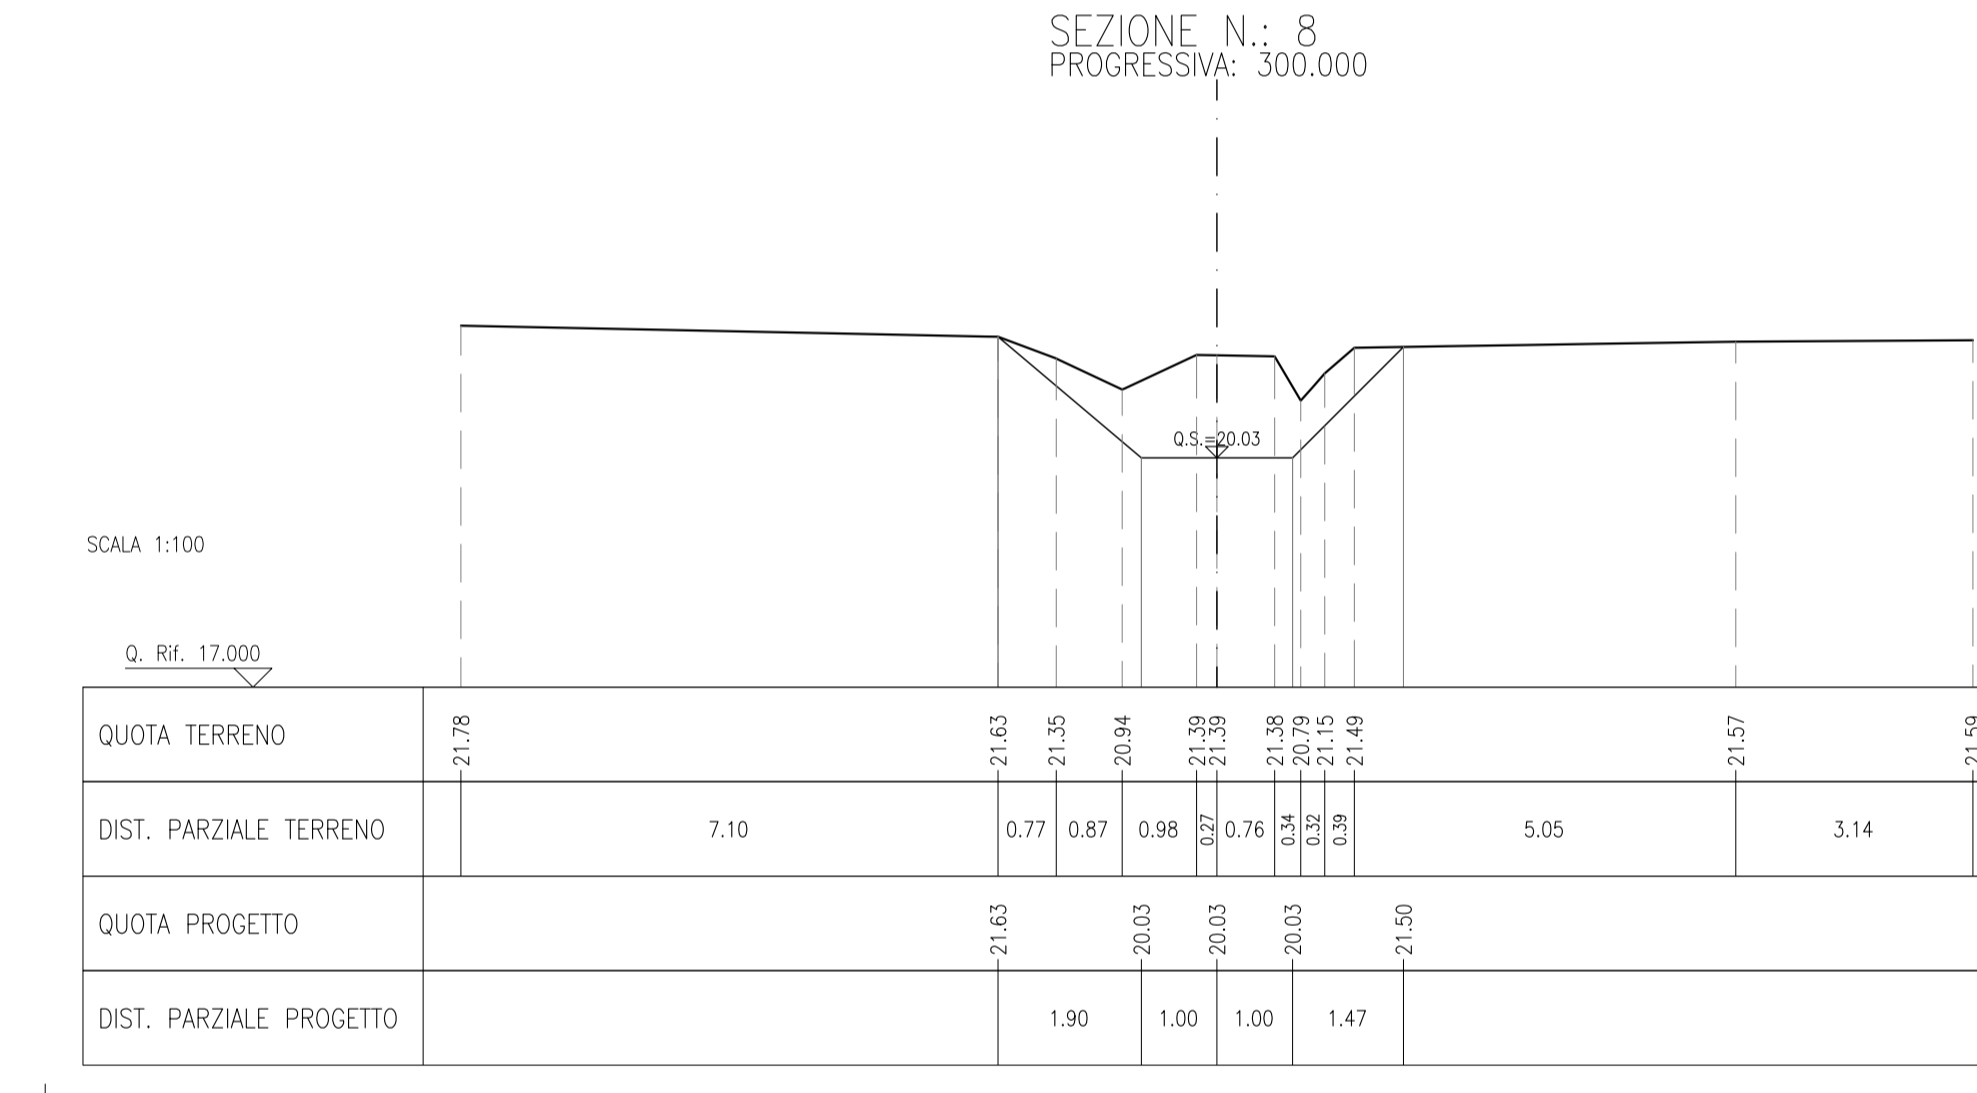 SEZIONE N.: 8
PROGRESSIVA: 300.000
Q.S.=20.03
SCALA 1:100
Q. Rif. 17.000
QUOTA TERRENO 21.78 21.63 21.35 20.94 21.39 21.39 21.38 20.79 21.15 21.49 21.57 21.59
DIST. PARZIALE TERRENO 7.10 0.77 0.87 0.98 0.27 0.76 0.34 0.32 0.39 5.05 3.14
QUOTA PROGETTO 21.63 20.03 20.03 20.03 21.50
DIST. PARZIALE PROGETTO 1.90 1.00 1.00 1.47